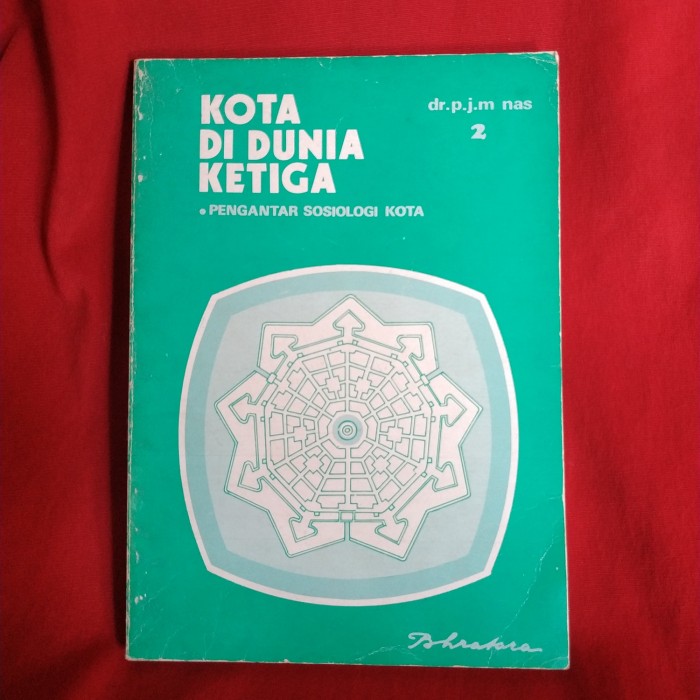 KOTA
DI DUNIA
KETIGA
• PENGANTAR SOSIOLOGI KOTA
dr.p.j.m nas
2
Bhratara